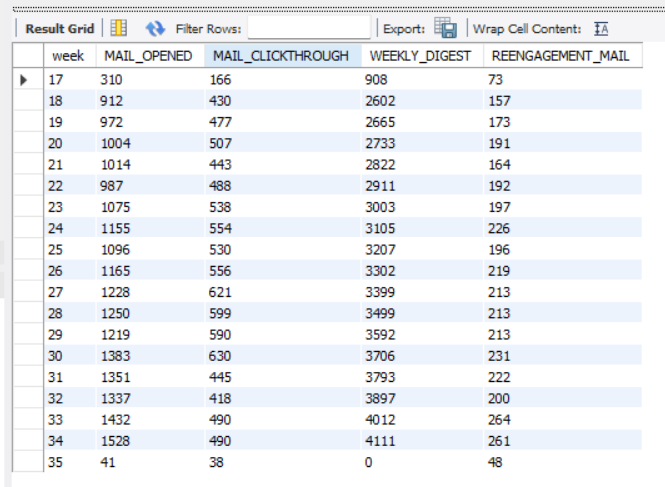 Result Grid Filter Rows: Export: Wrap Cell Content: IA
week MAIL_OPENED MAIL_CLICKTHROUGH WEEKLY_DIGEST REENGAGEMENT_MAIL
17 310 166 908 73
18 912 430 2602 157
19 972 477 2665 173
20 1004 507 2733 191
21 1014 443 2822 164
22 987 488 2911 192
23 1075 538 3003 197
24 1155 554 3105 226
25 1096 530 3207 196
26 1165 556 3302 219
27 1228 621 3399 213
28 1250 599 3499 213
29 1219 590 3592 213
30 1383 630 3706 231
31 1351 445 3793 222
32 1337 418 3897 200
33 1432 490 4012 264
34 1528 490 4111 261
35 41 38 0 48